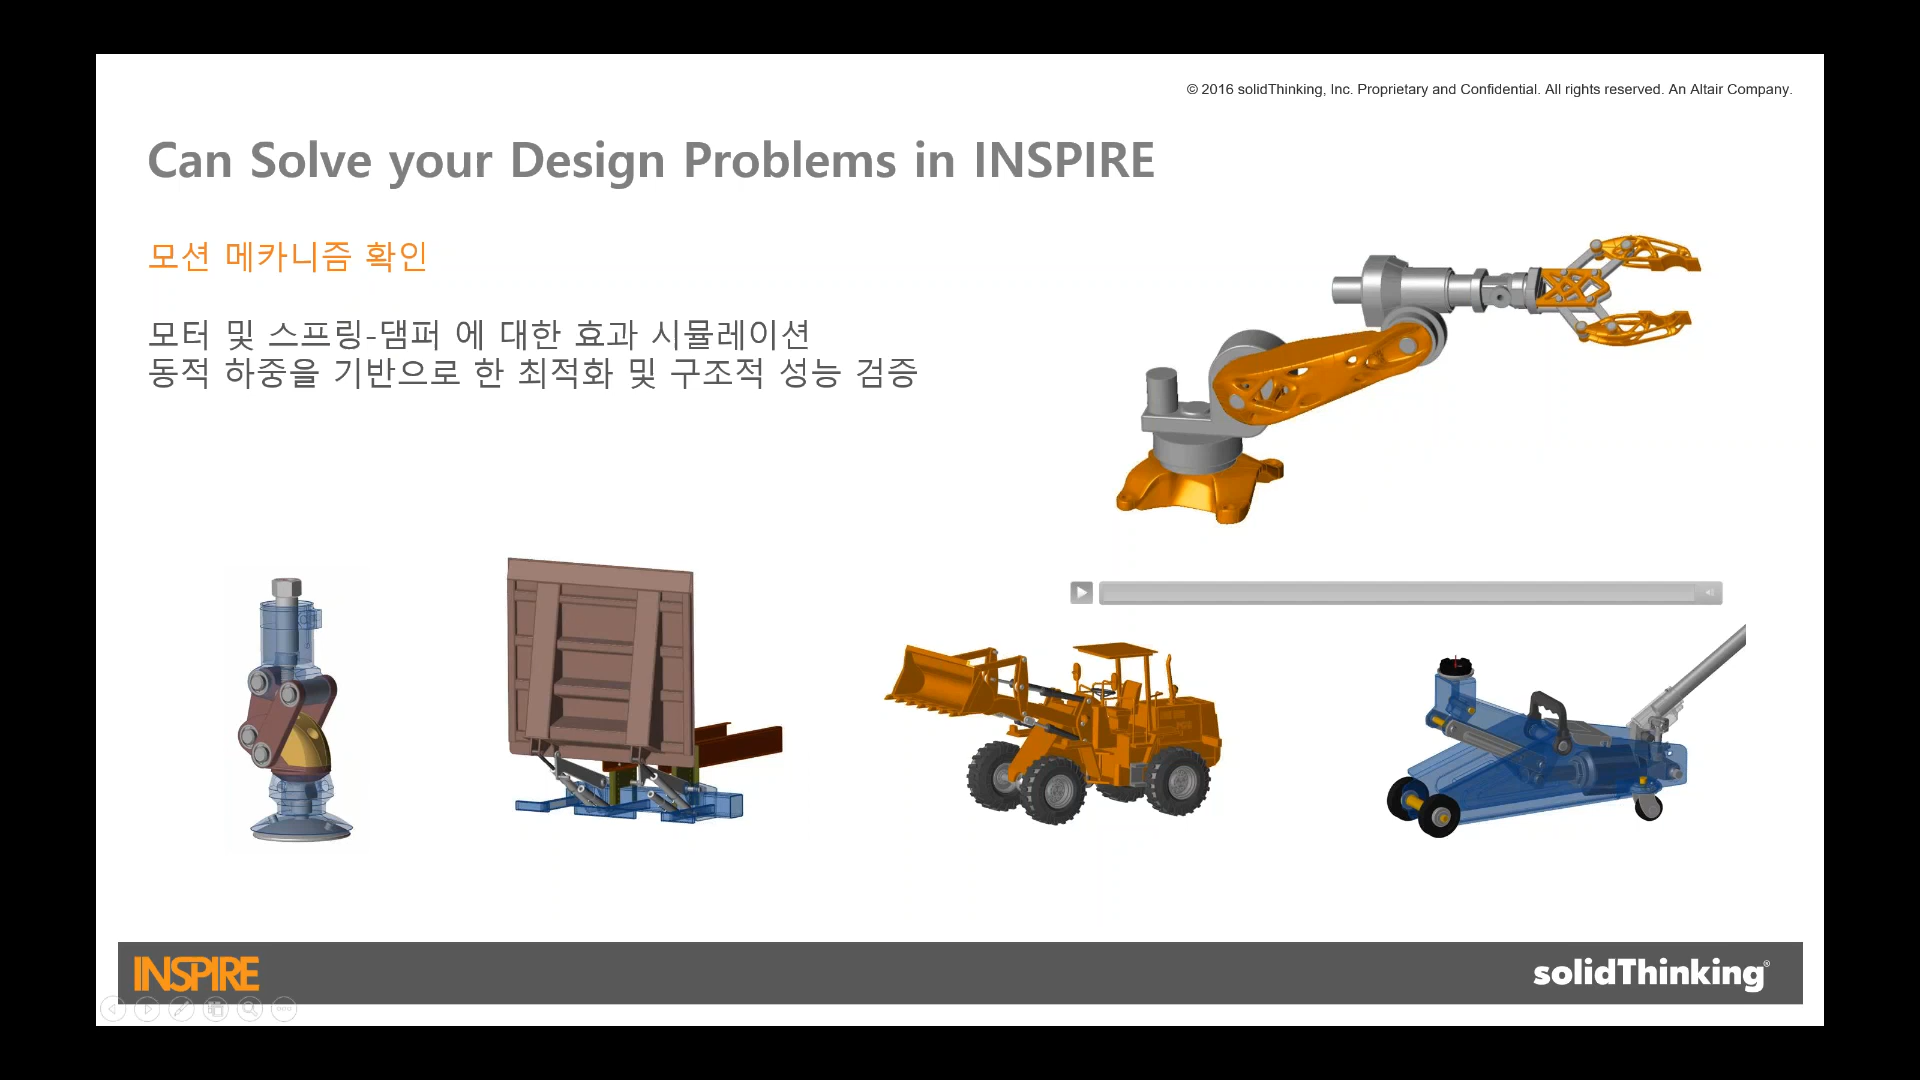 © 2016 solidThinking, Inc. Proprietary and Confidential. All rights reserved. An Altair Company.
Can Solve your Design Problems in INSPIRE
모션 메카니즘 확인
모터 및 스프링-댐퍼 에 대한 효과 시뮬레이션
동적 하중을 기반으로 한 최적화 및 구조적 성능 검증
INSPIRE
solidThinking®